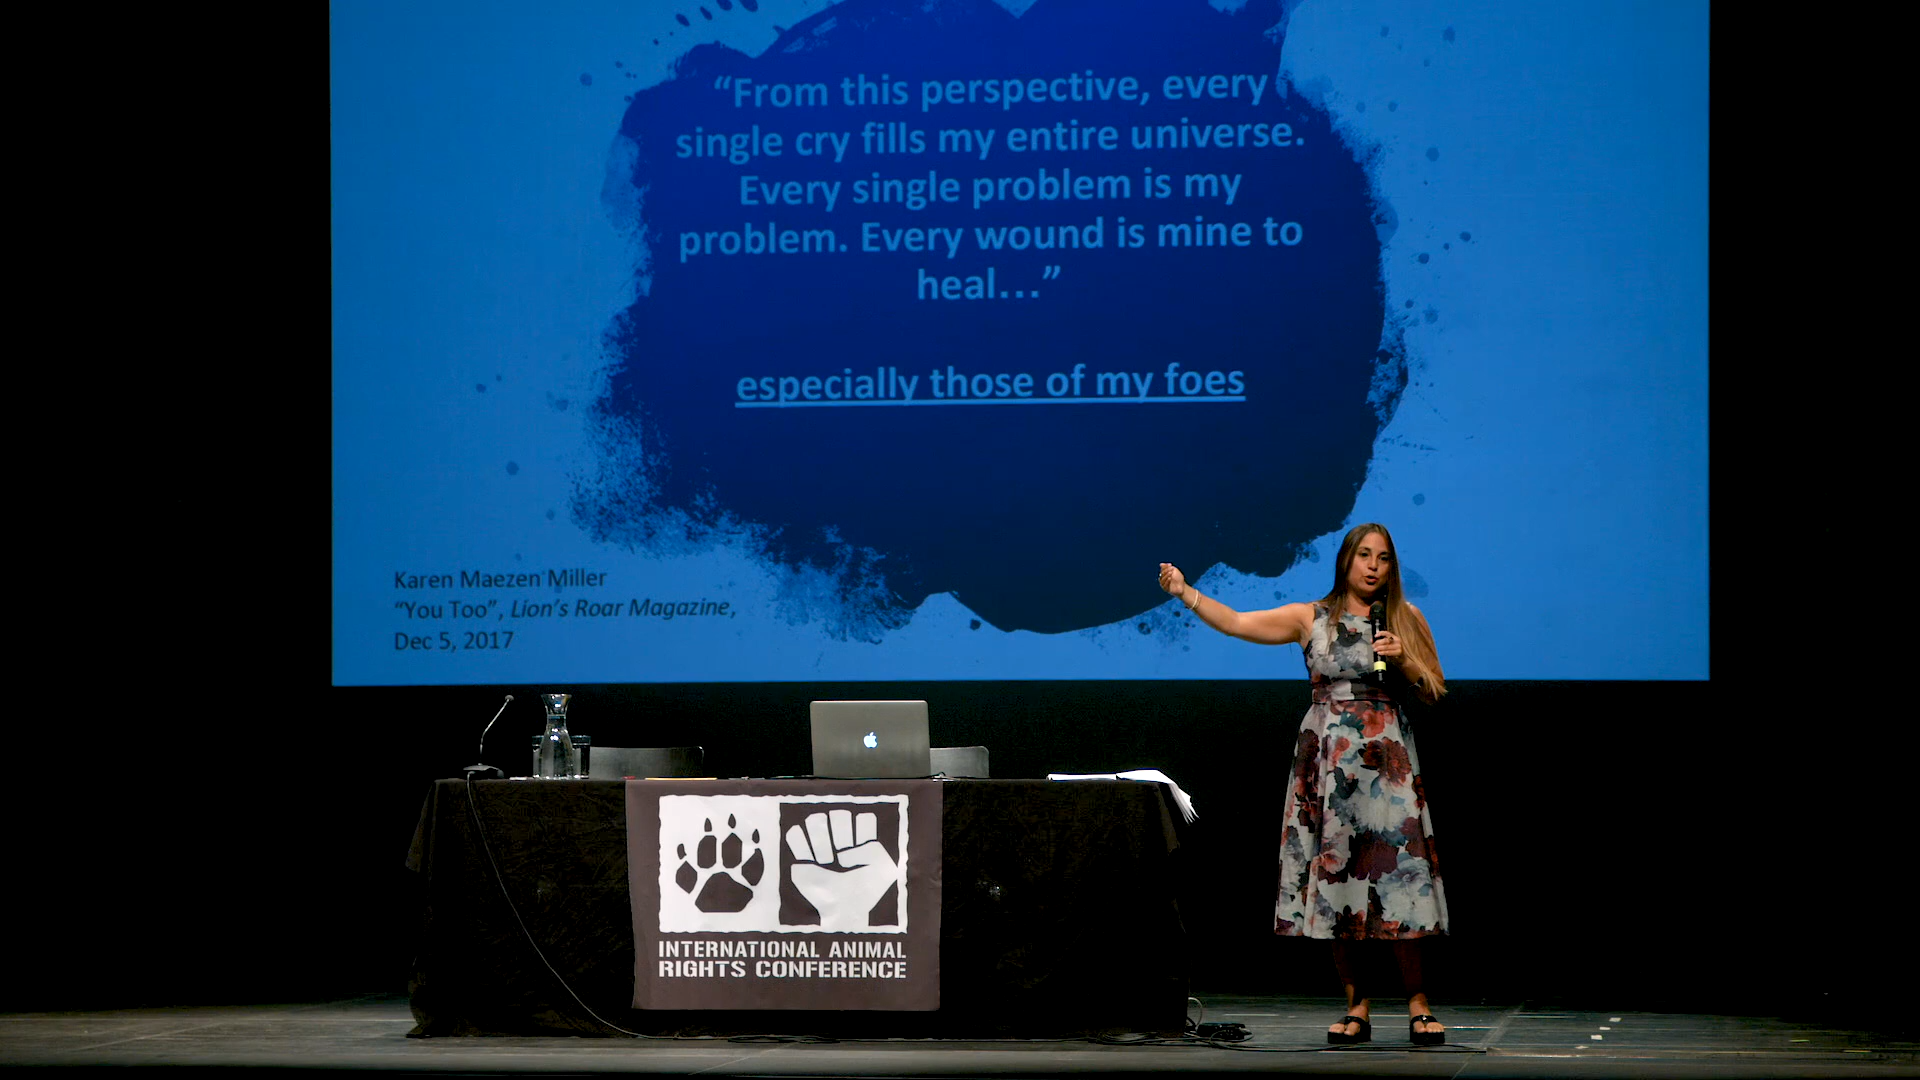 “From this perspective, every
single cry fills my entire universe.
Every single problem is my
problem. Every wound is mine to
heal…”
especially those of my foes
Karen Maezen Miller
“You Too”, Lion’s Roar Magazine,
Dec 5, 2017
INTERNATIONAL ANIMAL
RIGHTS CONFERENCE